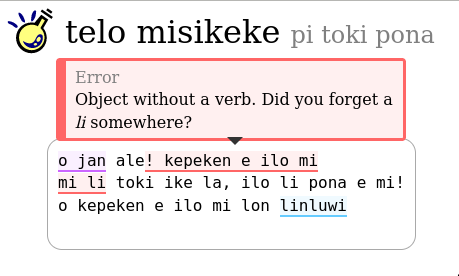 telo misikeke pi toki pona
Error
Object without a verb. Did you forget a
li somewhere?
o jan ale! kepeken e ilo mi
mi li toki ike la, ilo li pona e mi!
o kepeken e ilo mi lon linluwi